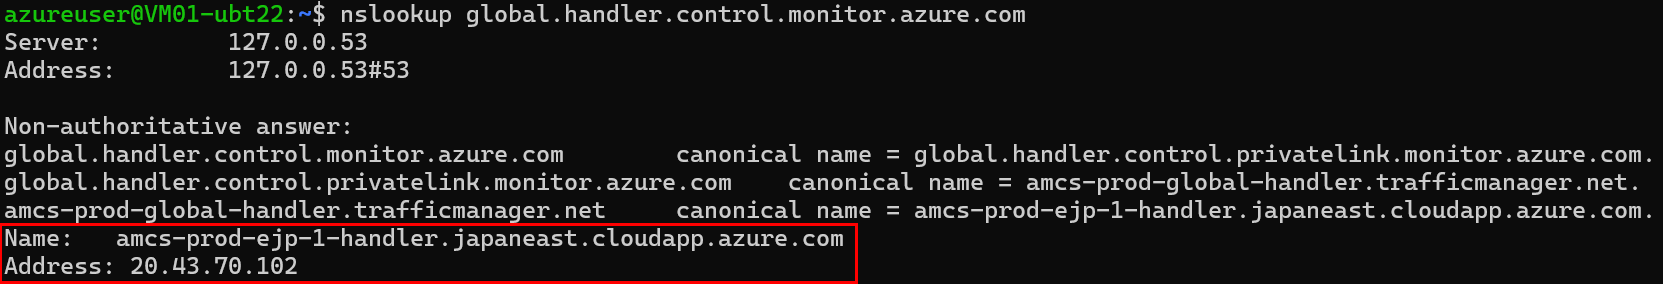 azureuser@VM01-ubt22:~$ nslookup global.handler.control.monitor.azure.com
Server:         127.0.0.53
Address:        127.0.0.53#53
Non-authoritative answer:
global.handler.control.monitor.azure.com        canonical name = global.handler.control.privatelink.monitor.azure.com.
global.handler.control.privatelink.monitor.azure.com    canonical name = amcs-prod-global-handler.trafficmanager.net.
amcs-prod-global-handler.trafficmanager.net     canonical name = amcs-prod-ejp-1-handler.japaneast.cloudapp.azure.com.
Name:   amcs-prod-ejp-1-handler.japaneast.cloudapp.azure.com
Address: 20.43.70.102